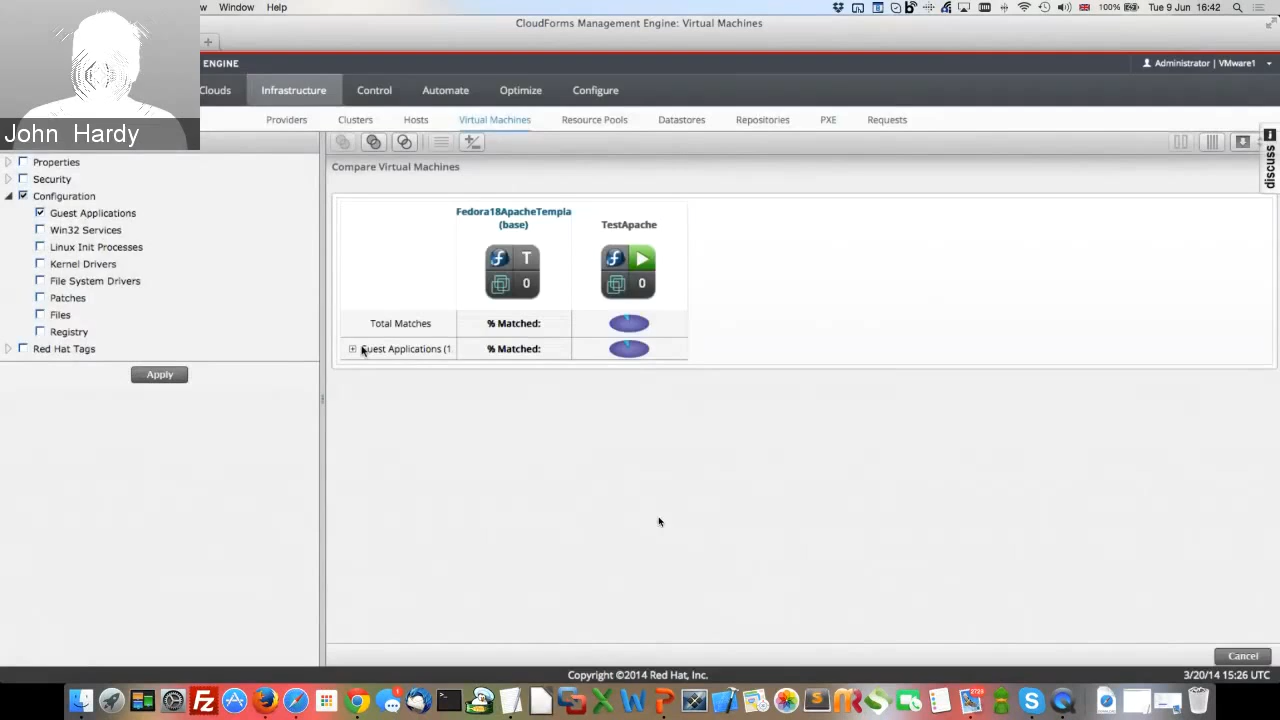 w Window Help
100% Tue 9 Jun 16:42
CloudForms Management Engine: Virtual Machines
ENGINE
Administrator | VMware1
Clouds Infrastructure Control Automate Optimize Configure
Providers Clusters Hosts Virtual Machines Resource Pools Datastores Repositories PXE Requests
John Hardy
discuss
Compare Virtual Machines
Properties
Security
Configuration
Guest Applications
Win32 Services
Linux Init Processes
Kernel Drivers
File System Drivers
Patches
Files
Registry
Red Hat Tags
Apply
Fedora18ApacheTempla
(base)
TestApache
T
0
0
Total Matches % Matched:
Guest Applications (1 % Matched:
Cancel
Copyright ©2014 Red Hat, Inc.
3/20/14 15:26 UTC